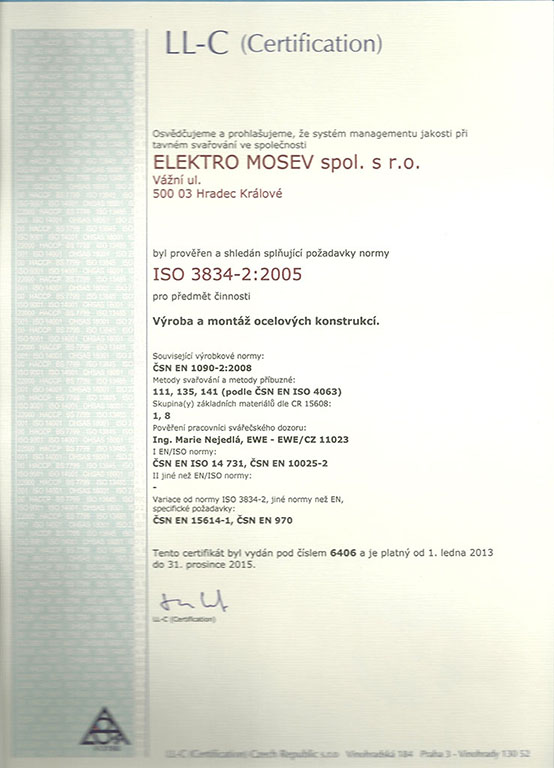 LL-C (Certification)
Osvědčujeme a prohlašujeme, že systém managementu jakosti při
tavném svařování ve společnosti
ELEKTRO MOSEV spol. s r.o.
Vážní ul.
500 03 Hradec Králové
byl prověřen a shledán splňující požadavky normy
ISO 3834-2:2005
pro předmět činnosti
Výroba a montáž ocelových konstrukcí.
Související výrobkové normy:
ČSN EN 1090-2:2008
Metody svařování a metody příbuzné:
111, 135, 141 (podle ČSN EN ISO 4063)
Skupina(y) základních materiálů dle CR 15608:
1, 8
Pověření pracovníci svářečského dozoru:
Ing. Marie Nejedlá, EWE - EWE/CZ 11023
I EN/ISO normy:
ČSN EN ISO 14 731, ČSN EN 10025-2
II jiné než EN/ISO normy:
-
Variace od normy ISO 3834-2, jiné normy než EN,
specifické požadavky:
ČSN EN 15614-1, ČSN EN 970
Tento certifikát byl vydán pod číslem 6406 a je platný od 1. ledna 2013
do 31. prosince 2015.
LL-C (Certification)
LL-C (Certification) Czech Republic s.r.o Vinohradská 184 Praha 3 - Vinohrady 130 52